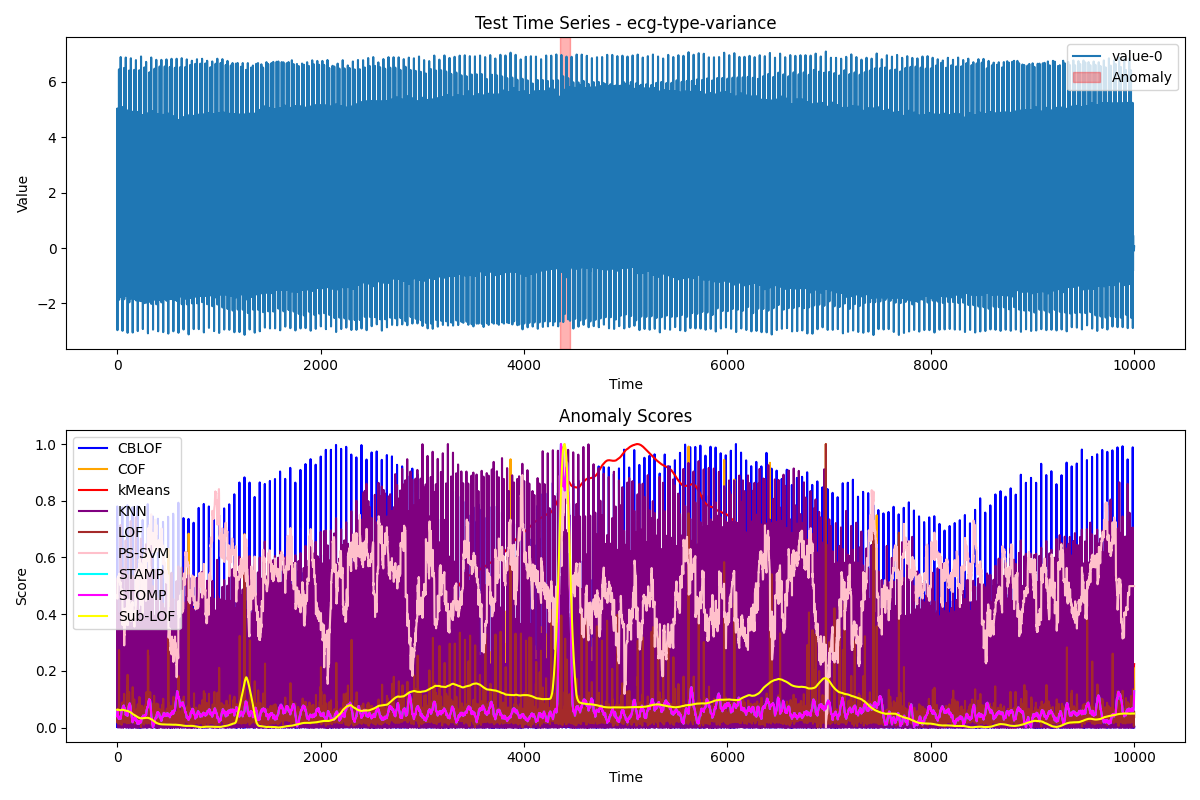 Test Time Series - ecg-type-variance
value-0
Anomaly
Value
6
4
2
0
−2
0
2000
4000
6000
8000
10000
Time
Anomaly Scores
CBLOF
COF
kMeans
KNN
LOF
PS-SVM
STAMP
STOMP
Sub-LOF
Score
1.0
0.8
0.6
0.4
0.2
0.0
0
2000
4000
6000
8000
10000
Time